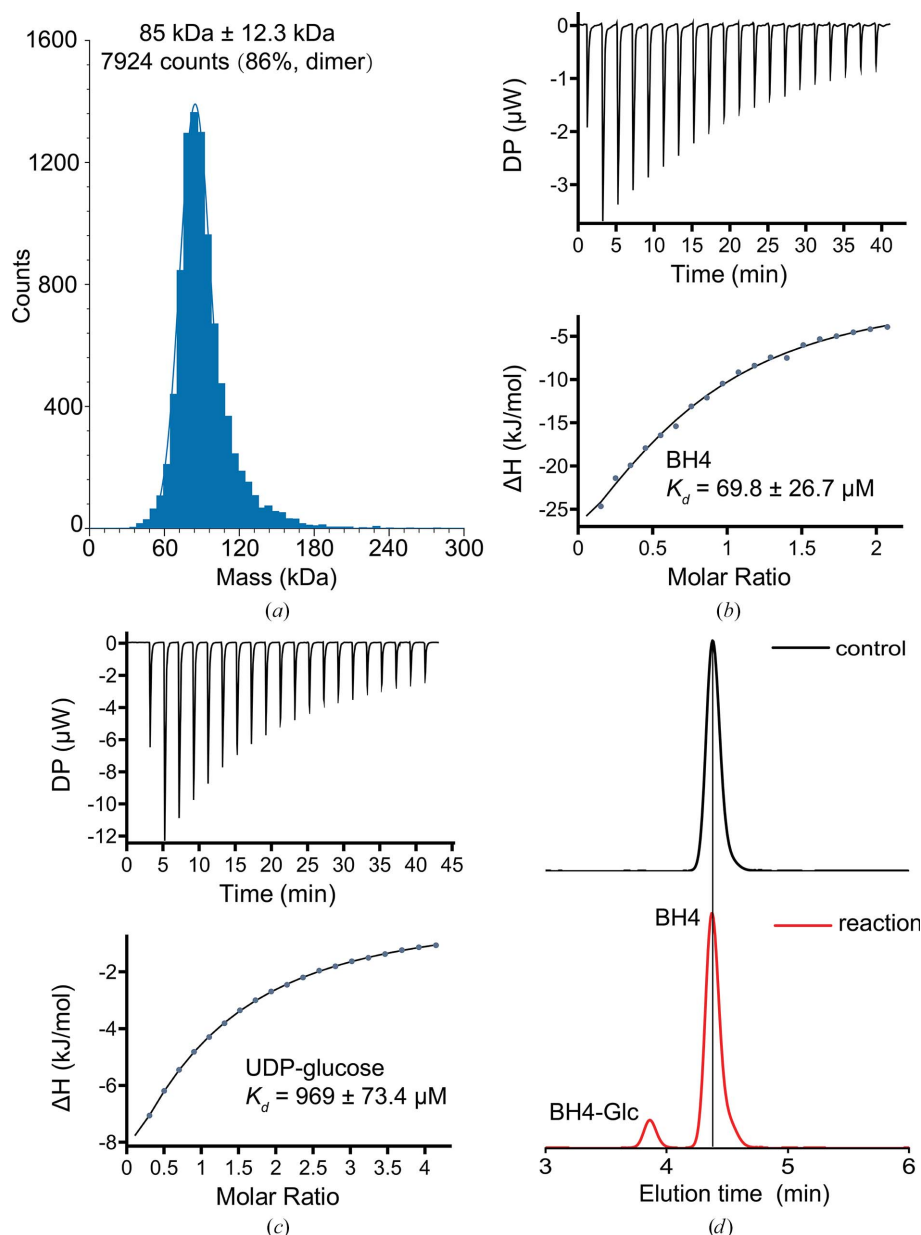 85 kDa ± 12.3 kDa
7924 counts (86%, dimer)
1600
1200
800
400
0
Counts
0 60 120 180 240 300
Mass (kDa)
(a)
0
-1
-2
-3
DP (µW)
0 5 10 15 20 25 30 35 40
Time (min)
-5
-10
-15
-20
-25
ΔH (kJ/mol)
BH4
Kd = 69.8 ± 26.7 µM
0 0.5 1 1.5 2
Molar Ratio
(b)
0
-2
-4
-6
-8
-10
-12
DP (µW)
0 5 10 15 20 25 30 35 40 45
Time (min)
-2
-4
-6
-8
ΔH (kJ/mol)
UDP-glucose
Kd = 969 ± 73.4 µM
0 0.5 1 1.5 2 2.5 3 3.5 4
Molar Ratio
(c)
control
BH4
reaction
BH4-Glc
3 4 5 6
Elution time (min)
(d)